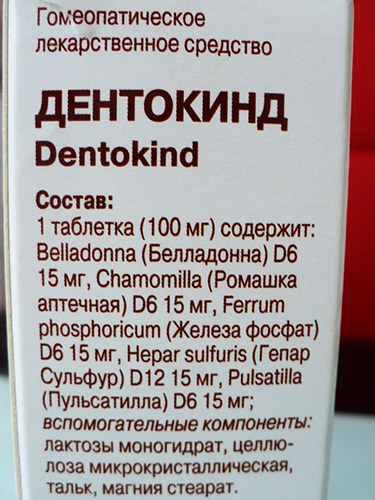 Гомеопатическое
лекарственное средство
ДЕНТОКИНД
Dentokind
Состав:
1 таблетка (100 мг) содержит:
Belladonna (Белладонна) D6
15 мг, Chamomilla (Ромашка
аптечная) D6 15 мг, Ferrum
phosphoricum (Железа фосфат)
D6 15 мг, Hepar sulfuris (Гепар
Сульфур) D12 15 мг, Pulsatilla
(Пульсатилла) D6 15 мг;
вспомогательные компоненты:
лактозы моногидрат, целлю-
лоза микрокристаллическая,
тальк, магния стеарат.